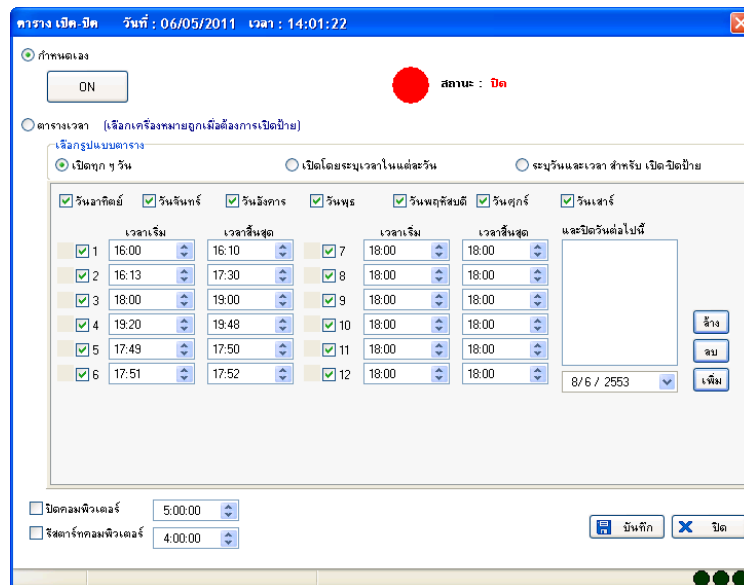 ตาราง เปิด-ปิด วันที่ : 06/05/2011 เวลา : 14:01:22
กำหนดเอง
ON
สถานะ : ปิด
ตารางเวลา (เลือกเครื่องหมายถูกเมื่อต้องการเปิดป้าย)
เลือกรูปแบบตาราง
เปิดทุก ๆ วัน เปิดโดยระบุเวลาในแต่ละวัน ระบุวันและเวลา สำหรับ เปิด-ปิดป้าย
วันอาทิตย์ วันจันทร์ วันอังคาร วันพุธ วันพฤหัสบดี วันศุกร์ วันเสาร์
เวลาเริ่ม เวลาสิ้นสุด เวลาเริ่ม เวลาสิ้นสุด และปิดวันต่อไปนี้
1 16:00 16:10 7 18:00 18:00
2 16:13 17:30 8 18:00 18:00
3 18:00 19:00 9 18:00 18:00
4 19:20 19:48 10 18:00 18:00 ล้าง
5 17:49 17:50 11 18:00 18:00 ลบ
6 17:51 17:52 12 18:00 18:00 8/6 / 2553 เพิ่ม
ปิดคอมพิวเตอร์ 5:00:00
รีสตาร์ทคอมพิวเตอร์ 4:00:00
บันทึก ปิด